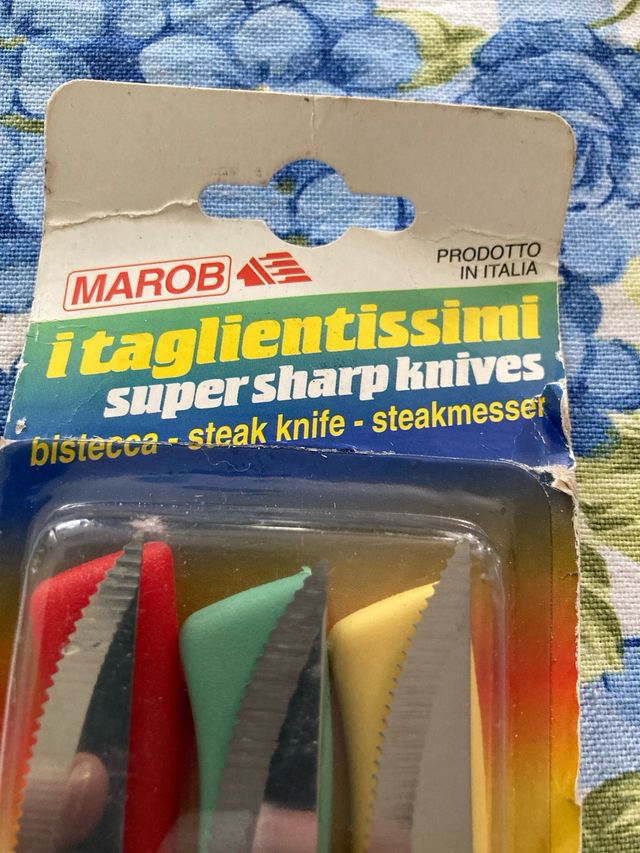 MAROB
PRODOTTO
IN ITALIA
i taglientissimi
super sharp knives
bistecca - steak knife - steakmesser